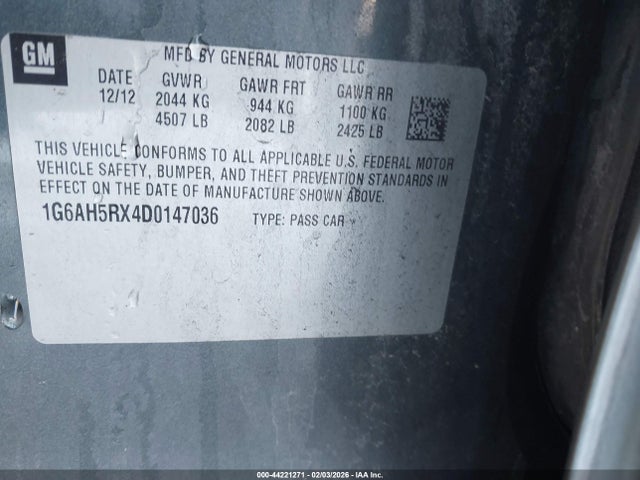 GM
MFD BY GENERAL MOTORS LLC
DATE GVWR GAWR FRT GAWR RR
12/12 2044 KG 944 KG 1100 KG
4507 LB 2082 LB 2425 LB
THIS VEHICLE CONFORMS TO ALL APPLICABLE U.S. FEDERAL MOTOR
VEHICLE SAFETY, BUMPER, AND THEFT PREVENTION STANDARDS IN
EFFECT ON THE DATE OF MANUFACTURE SHOWN ABOVE.
1G6AH5RX4D0147036 TYPE: PASS CAR
000-44221271 - 02/03/2026 - IAA Inc.